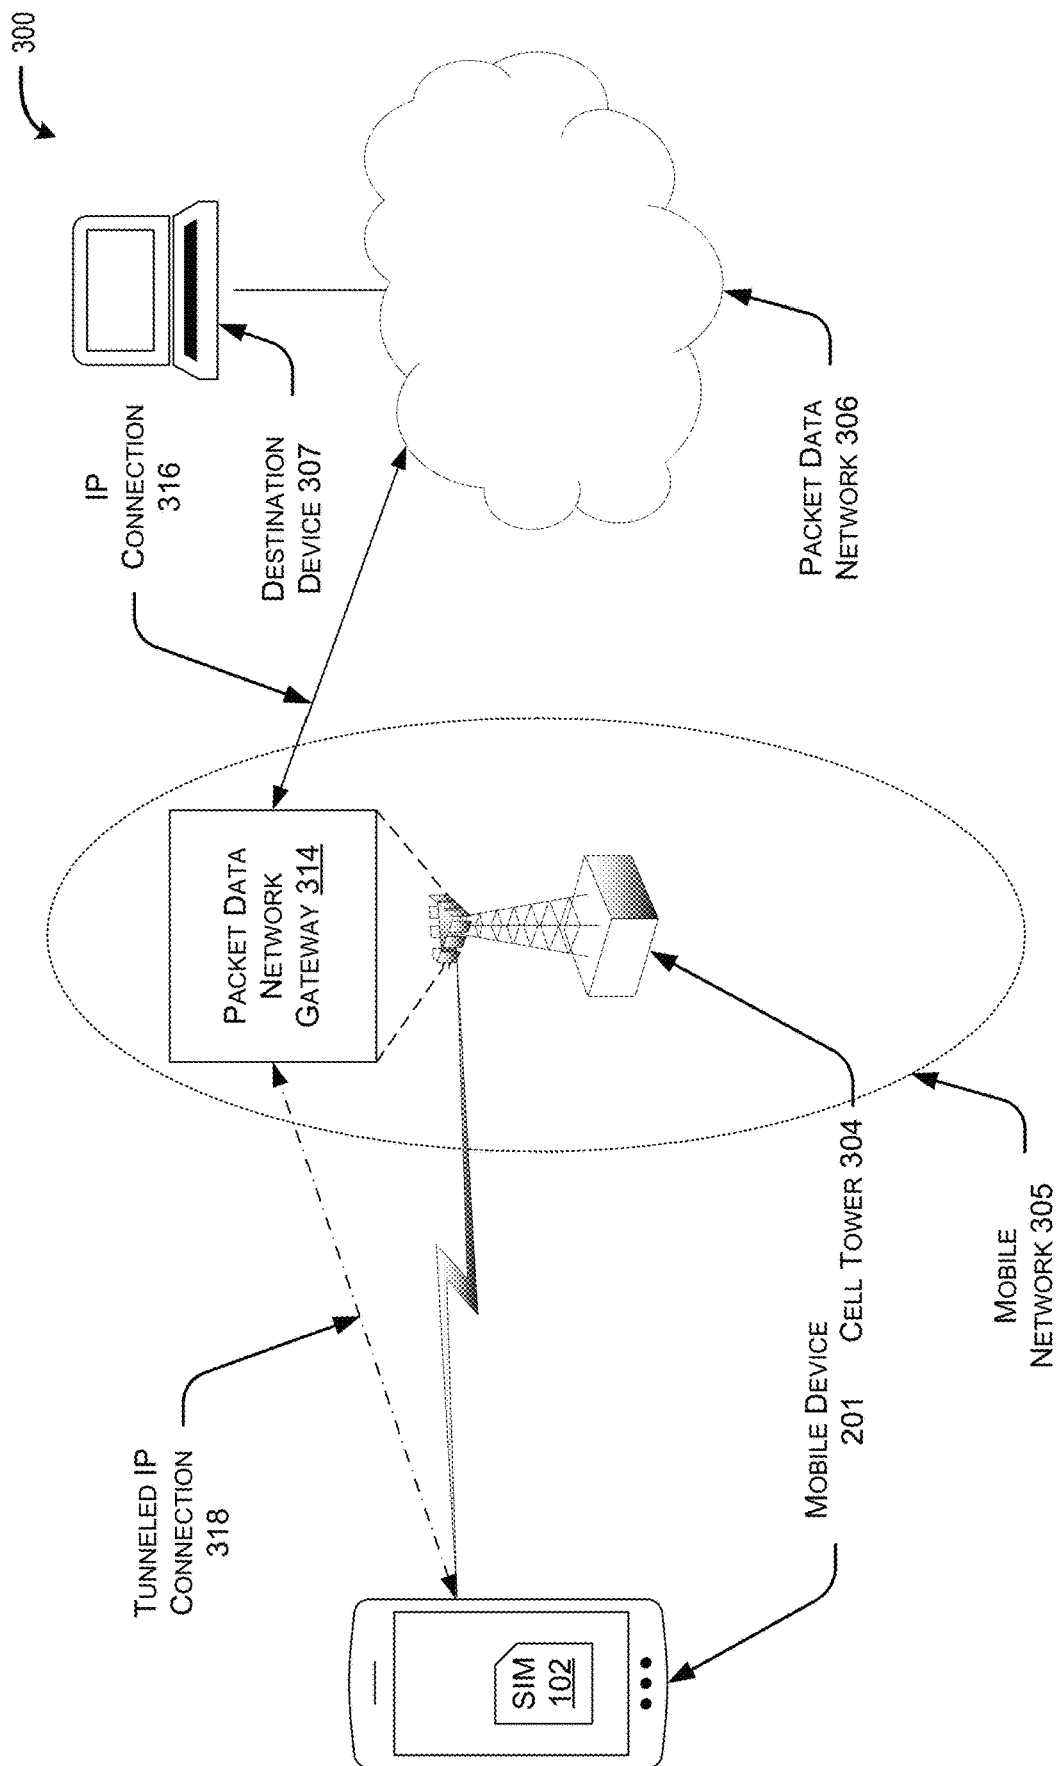 300
IP
CONNECTION
316
DESTINATION
DEVICE 307
PACKET DATA
NETWORK 306
PACKET DATA
NETWORK
GATEWAY 314
TUNNELED IP
CONNECTION
318
SIM
102
MOBILE DEVICE
201
CELL TOWER 304
MOBILE
NETWORK 305